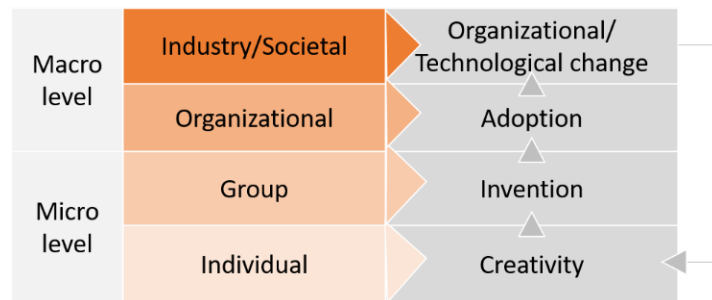 Macro
level
Industry/Societal
Organizational/
Technological change
Organizational
Adoption
Micro
level
Group
Invention
Individual
Creativity